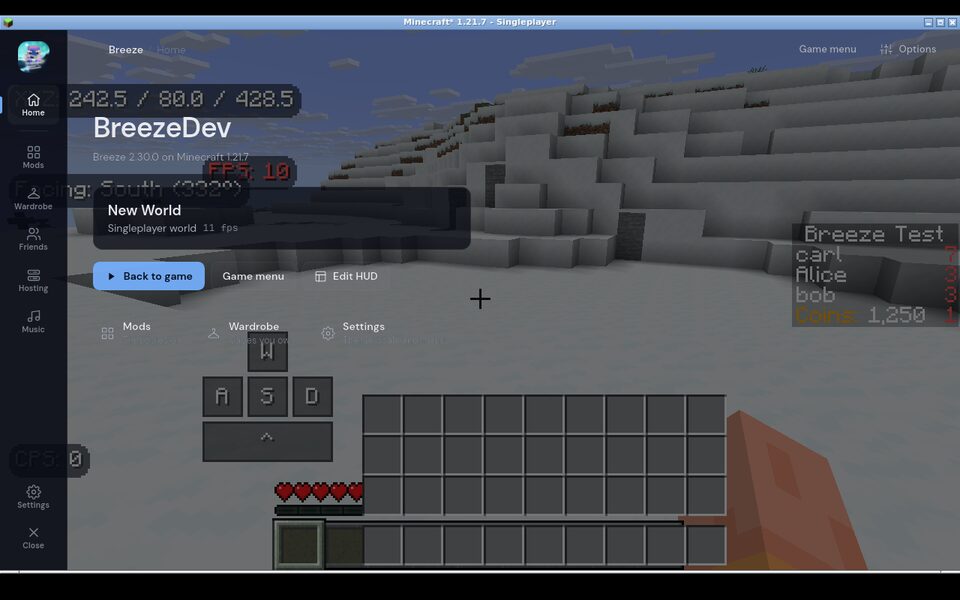 Minecraft* 1.21.7 - Singleplayer
Breeze / Home
Game menu
Options
242.5 / 80.0 / 428.5
Home
BreezeDev
Breeze 2.30.0 on Minecraft 1.21.7
FPS: 10
Mods
Facing: South (332°)
Wardrobe
New World
Singleplayer world 11 fps
Friends
Breeze Test
carl 7
Alice 3
bob 3
Coins: 1,250 1
Back to game
Game menu
Edit HUD
Hosting
Music
Mods
Wardrobe
Settings
W
A
S
D
^
CPS: 0
Settings
Close